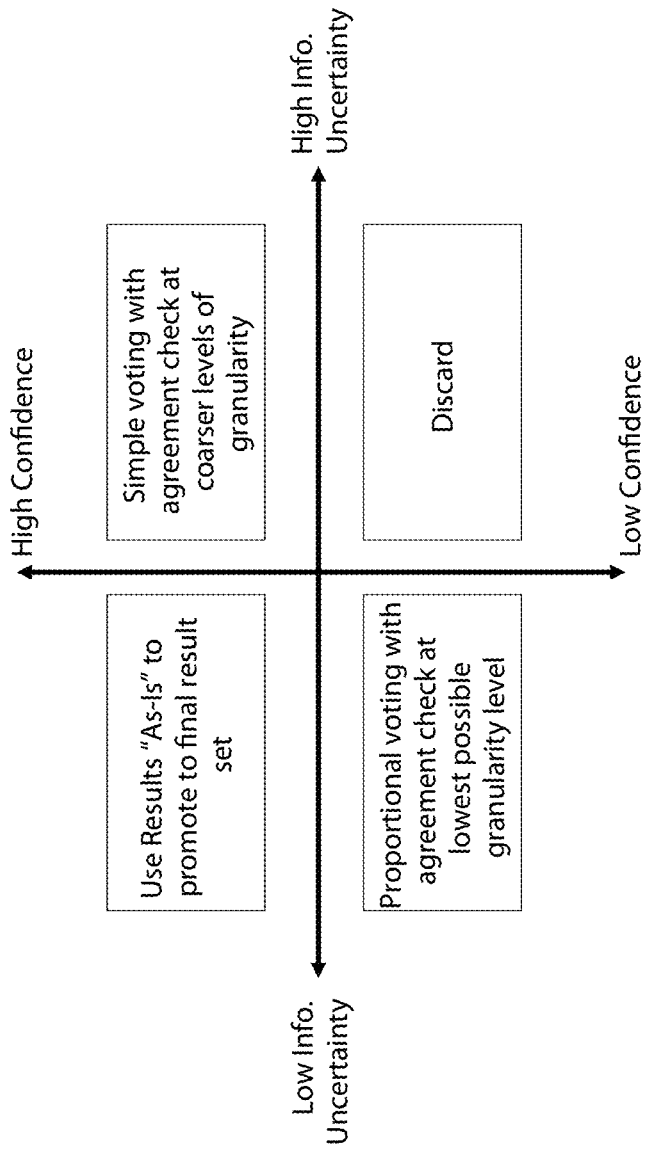 High Confidence
Use Results "As-Is" to
promote to final result
set
Simple voting with
agreement check at
coarser levels of
granularity
Low Info.
Uncertainty
High Info.
Uncertainty
Proportional voting with
agreement check at
lowest possible
granularity level
Discard
Low Confidence